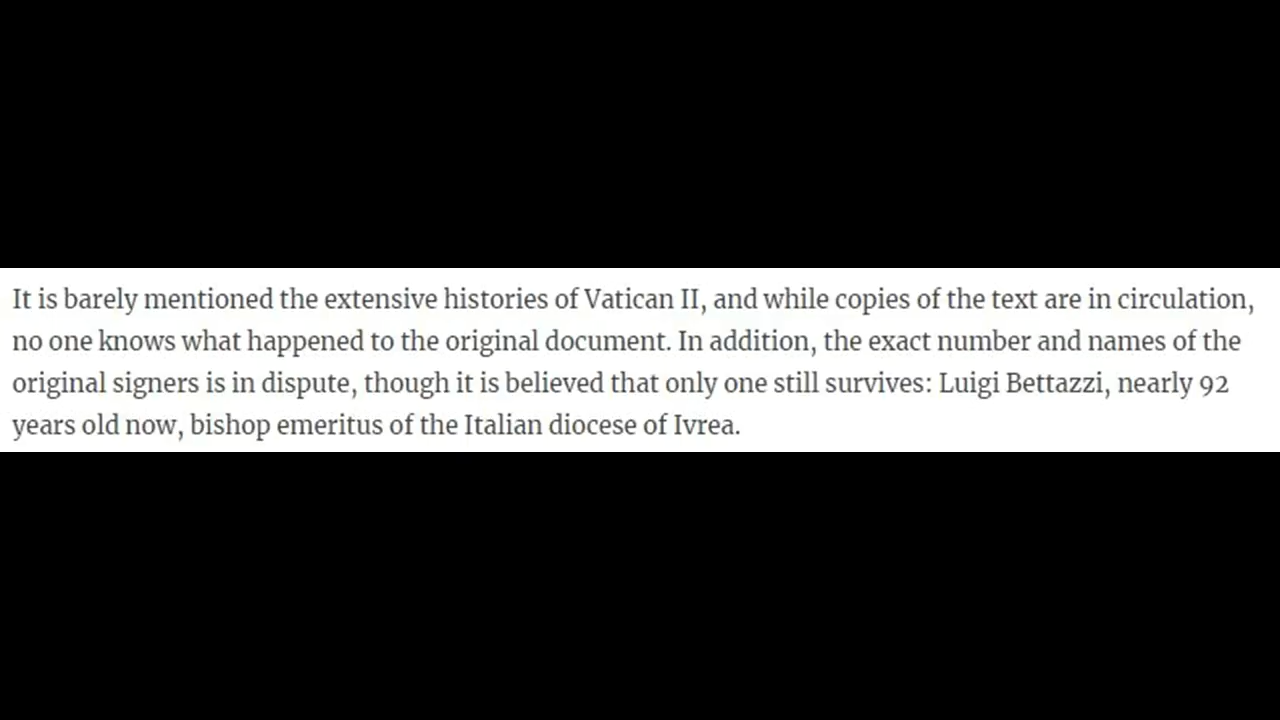 It is barely mentioned the extensive histories of Vatican II, and while copies of the text are in circulation,
no one knows what happened to the original document. In addition, the exact number and names of the
original signers is in dispute, though it is believed that only one still survives: Luigi Bettazzi, nearly 92
years old now, bishop emeritus of the Italian diocese of Ivrea.